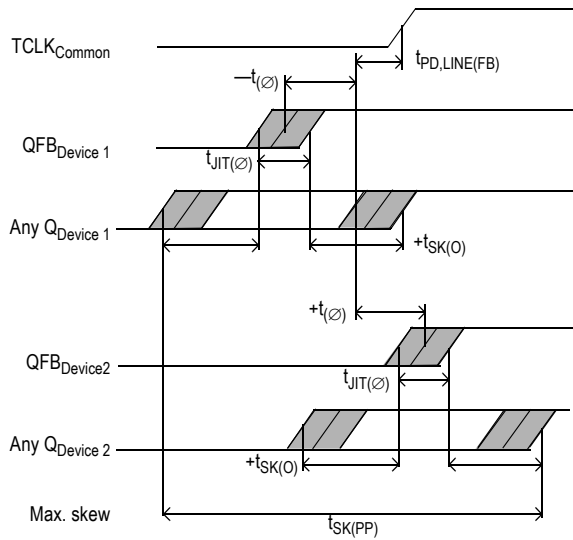 TCLKCommon
tPD,LINE(FB)
—t(∅)
QFBDevice 1
tJIT(∅)
Any QDevice 1
+tSK(O)
+t(∅)
QFBDevice2
tJIT(∅)
Any QDevice 2
+tSK(O)
Max. skew
tSK(PP)